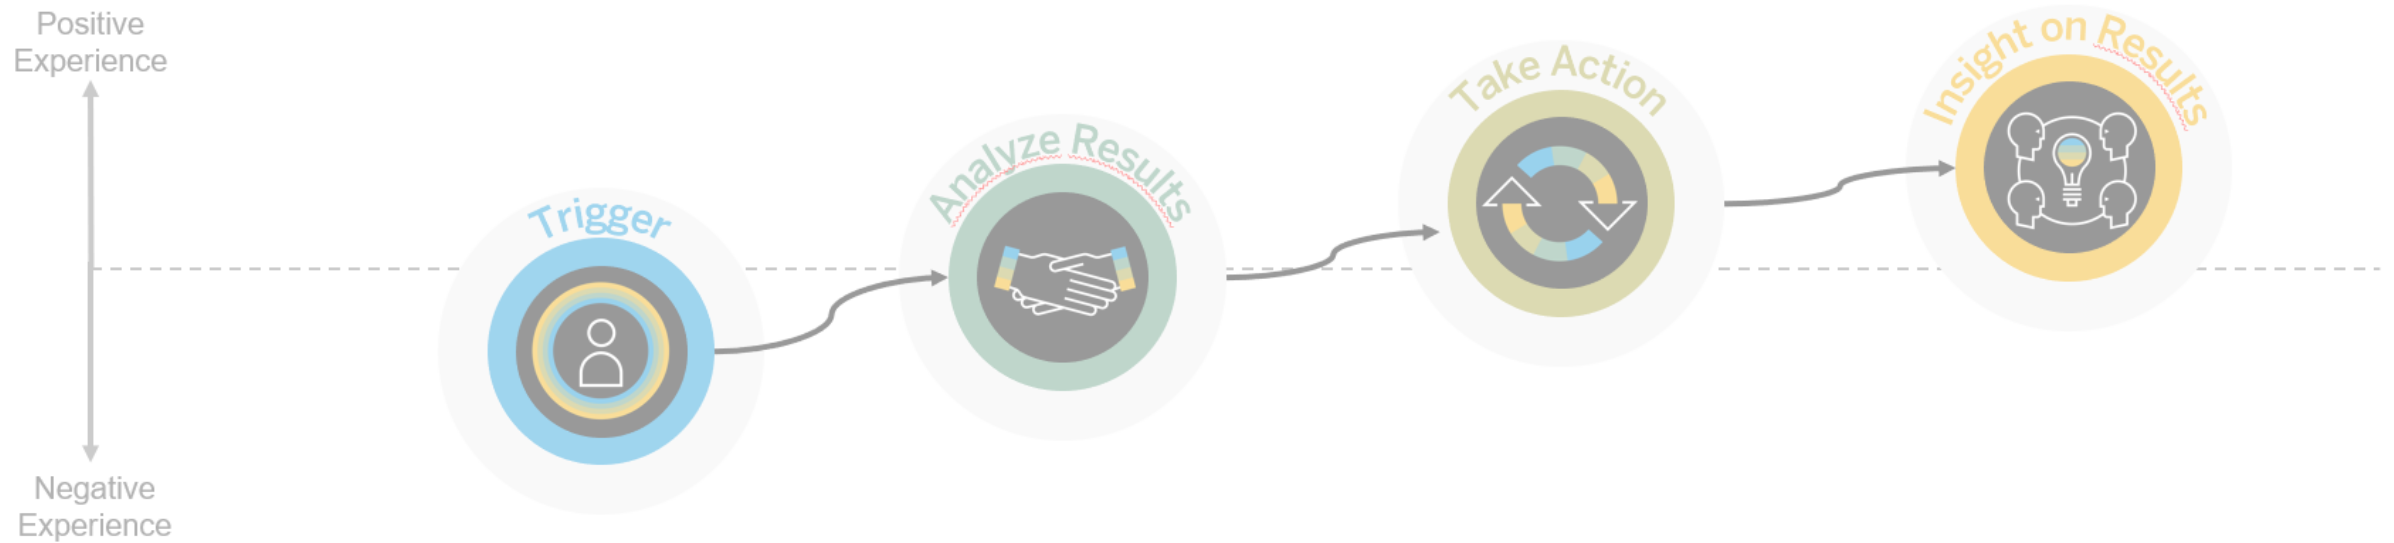 Positive
Experience
Trigger
Analyze Results
Take Action
Insight on Results
Negative
Experience